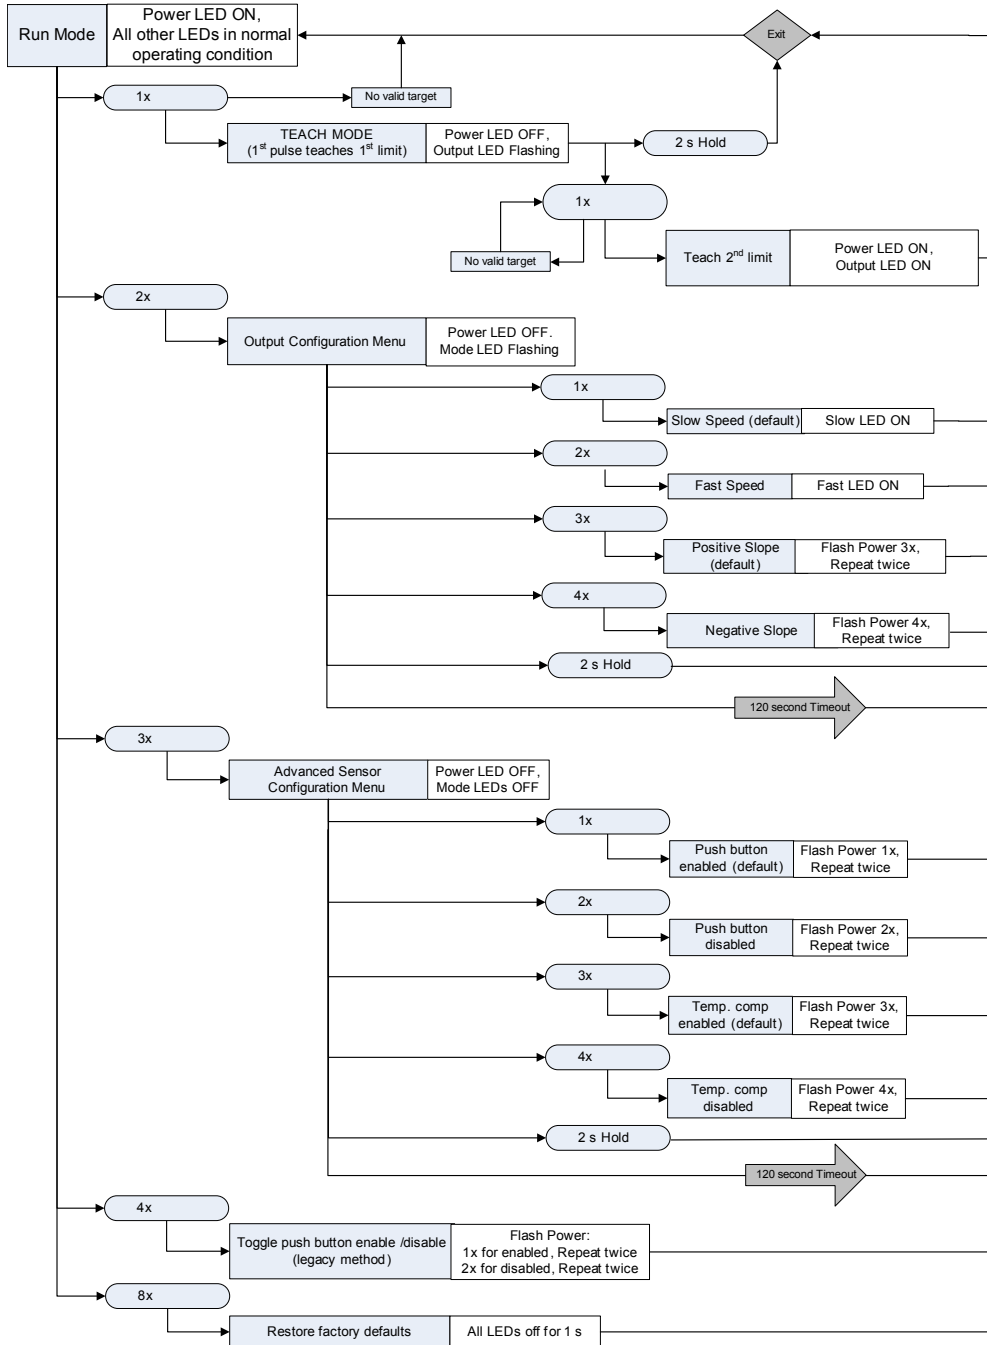 Run Mode
Power LED ON,
All other LEDs in normal
operating condition
Exit
1x
No valid target
TEACH MODE
(1st pulse teaches 1st limit)
Power LED OFF,
Output LED Flashing
2 s Hold
1x
No valid target
Teach 2nd limit
Power LED ON,
Output LED ON
2x
Output Configuration Menu
Power LED OFF.
Mode LED Flashing
1x
Slow Speed (default)
Slow LED ON
2x
Fast Speed
Fast LED ON
3x
Positive Slope
(default)
Flash Power 3x,
Repeat twice
4x
Negative Slope
Flash Power 4x,
Repeat twice
2 s Hold
120 second Timeout
3x
Advanced Sensor
Configuration Menu
Power LED OFF,
Mode LEDs OFF
1x
Push button
enabled (default)
Flash Power 1x,
Repeat twice
2x
Push button
disabled
Flash Power 2x,
Repeat twice
3x
Temp. comp
enabled (default)
Flash Power 3x,
Repeat twice
4x
Temp. comp
disabled
Flash Power 4x,
Repeat twice
2 s Hold
120 second Timeout
4x
Toggle push button enable /disable
(legacy method)
Flash Power:
1x for enabled, Repeat twice
2x for disabled, Repeat twice
8x
Restore factory defaults
All LEDs off for 1 s